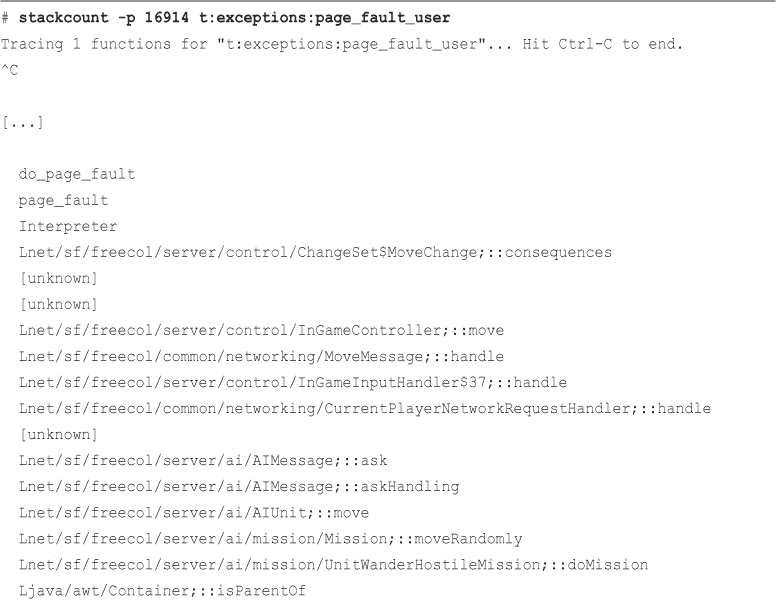 # stackcount -p 16914 t:exceptions:page_fault_user
Tracing 1 functions for "t:exceptions:page_fault_user"... Hit Ctrl-C to end.
^C
[...]
do_page_fault
page_fault
Interpreter
Lnet/sf/freecol/server/control/ChangeSet$MoveChange;::consequences
[unknown]
[unknown]
Lnet/sf/freecol/server/control/InGameController;::move
Lnet/sf/freecol/common/networking/MoveMessage;::handle
Lnet/sf/freecol/server/control/InGameInputHandler$37;::handle
Lnet/sf/freecol/common/networking/CurrentPlayerNetworkRequestHandler;::handle
[unknown]
Lnet/sf/freecol/server/ai/AIMessage;::ask
Lnet/sf/freecol/server/ai/AIMessage;::askHandling
Lnet/sf/freecol/server/ai/AIUnit;::move
Lnet/sf/freecol/server/ai/mission/Mission;::moveRandomly
Lnet/sf/freecol/server/ai/mission/UnitWanderHostileMission;::doMission
Ljava/awt/Container;::isParentOf